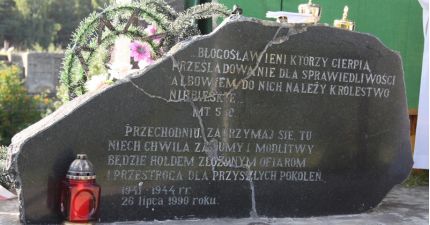 BŁOGOSŁAWIENI KTÓRZY CIERPIĄ
PRZEŚLADOWANIE DLA SPRAWIEDLIWOŚCI
ALBOWIEM DO NICH NALEŻY KRÓLESTWO
NIEBIESKIE
MT 5
PRZECHODNIU ZATRZYMAJ SIĘ TU
NIECH CHWILA ZADUMY I MODLITWY
BĘDZIE HOŁDEM ZŁOŻONYM OFIAROM
I PRZESTROGĄ DLA PRZYSZŁYCH POKOLEŃ
1941-1944 rr.
26 lipca 1990 roku.